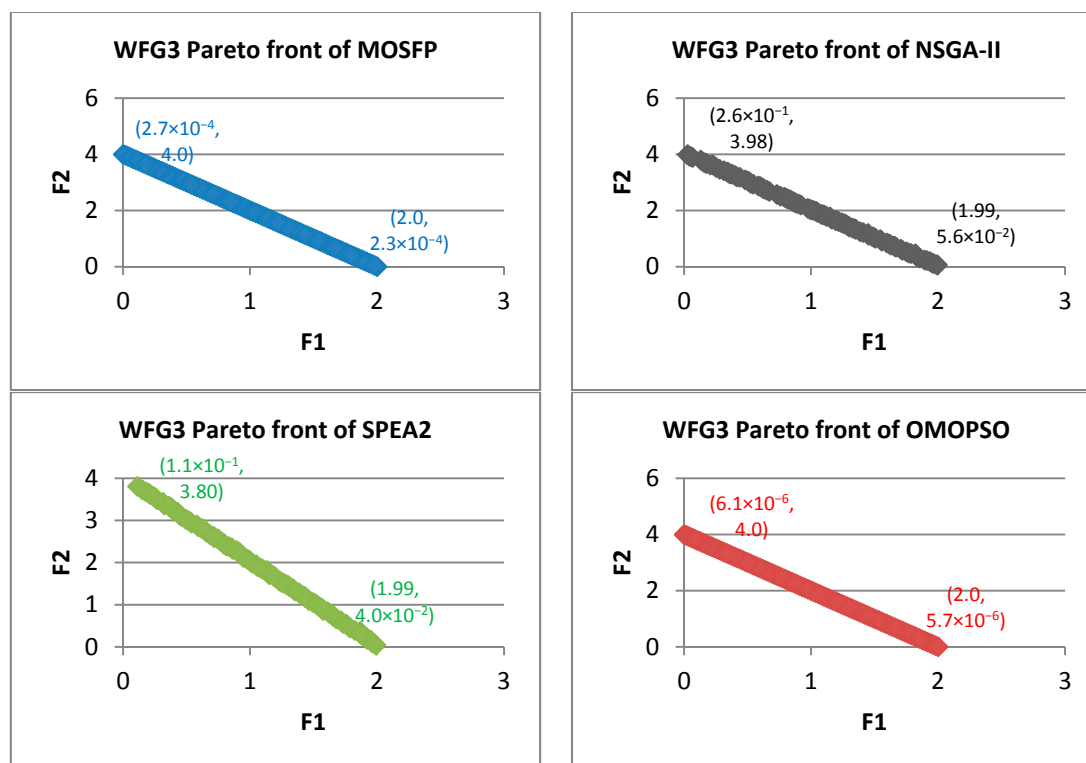 WFG3 Pareto front of MOSFP
6
4
2
0
F2
(2.7×10⁻⁴,
4.0)
(2.0,
2.3×10⁻⁴)
0 1 2 3
F1
WFG3 Pareto front of NSGA-II
6
4
2
0
F2
(2.6×10⁻¹,
3.98)
(1.99,
5.6×10⁻²)
0 1 2 3
F1
WFG3 Pareto front of SPEA2
4
3
2
1
0
F2
(1.1×10⁻¹,
3.80)
(1.99,
4.0×10⁻²)
0 1 2 3
F1
WFG3 Pareto front of OMOPSO
6
4
2
0
F2
(6.1×10⁻⁶,
4.0)
(2.0,
5.7×10⁻⁶)
0 1 2 3
F1